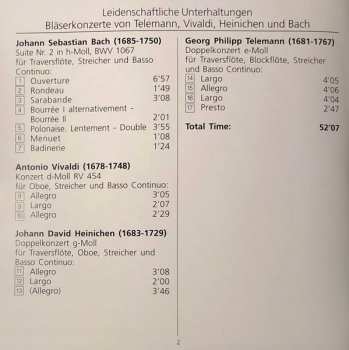 Leidenschaftliche Unterhaltungen
Bläserkonzerte von Telemann, Vivaldi, Heinichen und Bach
Johann Sebastian Bach (1685-1750)
Suite Nr. 2 in h-Moll, BWV 1067
für Traversflöte, Streicher und Basso
Continuo:
1 Ouverture 6'57
2 Rondeau 1'49
3 Sarabande 3'08
4 Bourrée I alternativement -
Bourrée II 2'01
5 Polonaise. Lentement - Double 3'55
6 Menuet 1'08
7 Badinerie 1'24
Antonio Vivaldi (1678-1748)
Konzert d-Moll RV 454
für Oboe, Streicher und Basso Continuo:
8 Allegro 3'05
9 Largo 2'07
10 Allegro 2'29
Johann David Heinichen (1683-1729)
Doppelkonzert g-Moll
für Traversflöte, Oboe, Streicher und
Basso Continuo:
11 Allegro 3'08
12 Largo 2'00
13 (Allegro) 3'46
Georg Philipp Telemann (1681-1767)
Doppelkonzert e-Moll
für Traversflöte, Blockflöte, Streicher
und Basso Continuo:
14 Largo 4'05
15 Allegro 4'06
16 Largo 4'04
17 Presto 2'47
Total Time: 52'07
2